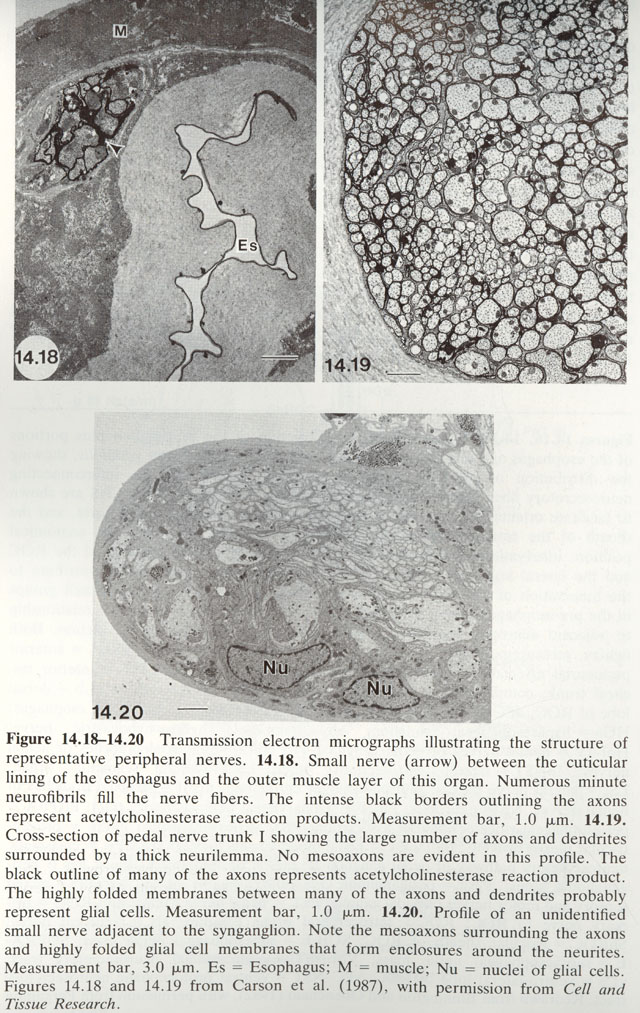 M
Es
14.18
14.19
Nu
Nu
14.20
Figure 14.18–14.20 Transmission electron micrographs illustrating the structure of
representative peripheral nerves. 14.18. Small nerve (arrow) between the cuticular
lining of the esophagus and the outer muscle layer of this organ. Numerous minute
neurofibrils fill the nerve fibers. The intense black borders outlining the axons
represent acetylcholinesterase reaction products. Measurement bar, 1.0 μm. 14.19.
Cross-section of pedal nerve trunk I showing the large number of axons and dendrites
surrounded by a thick neurilemma. No mesoaxons are evident in this profile. The
black outline of many of the axons represents acetylcholinesterase reaction product.
The highly folded membranes between many of the axons and dendrites probably
represent glial cells. Measurement bar, 1.0 μm. 14.20. Profile of an unidentified
small nerve adjacent to the synganglion. Note the mesoaxons surrounding the axons
and highly folded glial cell membranes that form enclosures around the neurites.
Measurement bar, 3.0 μm. Es = Esophagus; M = muscle; Nu = nuclei of glial cells.
Figures 14.18 and 14.19 from Carson et al. (1987), with permission from Cell and
Tissue Research.